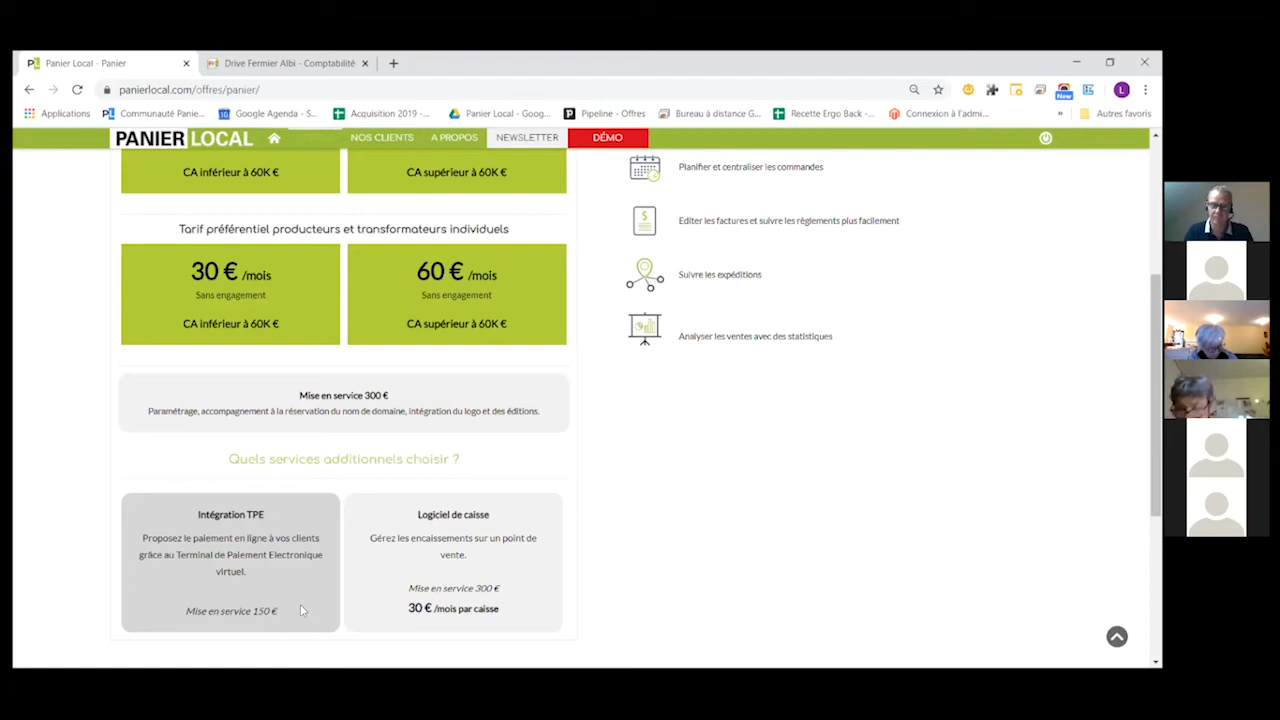 Panier Local - Panier
Drive Fermier Albi - Comptabilité
panierlocal.com/offres/panier/
Applications
Communauté Panie...
Google Agenda - S...
Acquisition 2019 -...
Panier Local - Goog...
Pipeline - Offres
Bureau à distance G...
Recette Ergo Back -...
Connexion à l'admi...
»
Autres favoris
New
L
PANIER LOCAL
NOS CLIENTS
A PROPOS
NEWSLETTER
DÉMO
CA inférieur à 60K €
CA supérieur à 60K €
Tarif préférentiel producteurs et transformateurs individuels
30 € /mois
Sans engagement
CA inférieur à 60K €
60 € /mois
Sans engagement
CA supérieur à 60K €
Mise en service 300 €
Paramétrage, accompagnement à la réservation du nom de domaine, intégration du logo et des éditions.
Quels services additionnels choisir ?
Intégration TPE
Proposez le paiement en ligne à vos clients
grâce au Terminal de Paiement Electronique
virtuel.
Mise en service 150 €
Logiciel de caisse
Gérez les encaissements sur un point de
vente.
Mise en service 300 €
30 € /mois par caisse
Planifier et centraliser les commandes
Editer les factures et suivre les règlements plus facilement
Suivre les expéditions
Analyser les ventes avec des statistiques